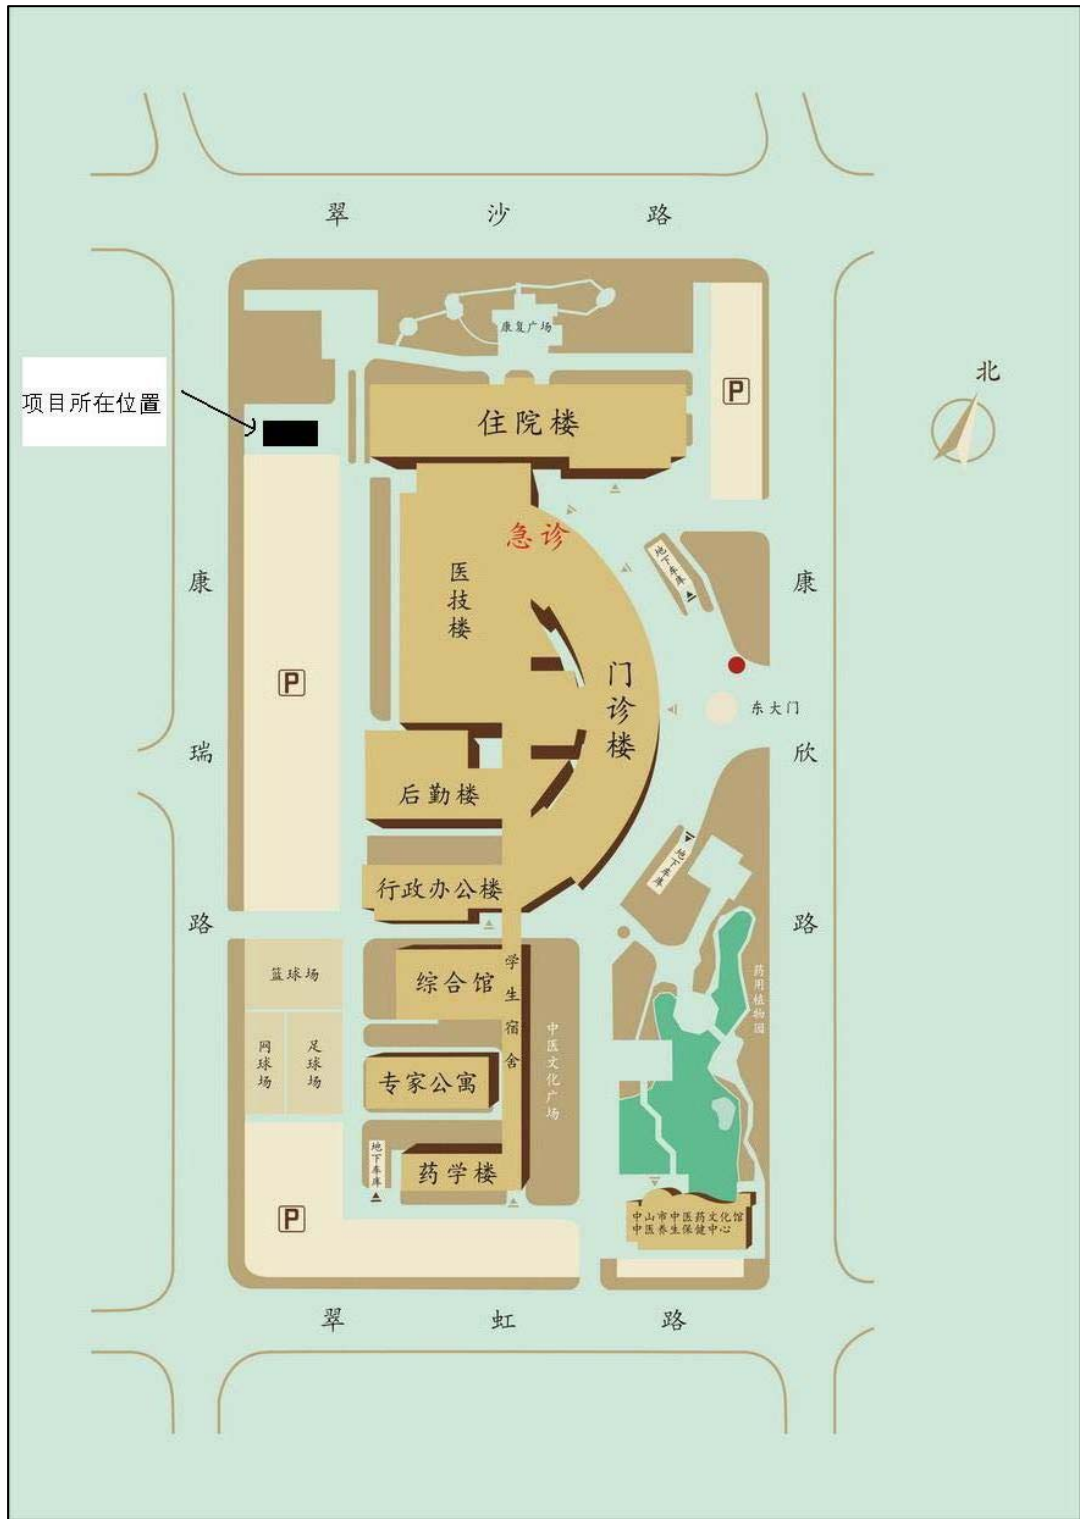 翠沙路
康复广场
项目所在位置
P
北
住院楼
急诊
医技楼
地下车库
康欣路
康瑞路
P
门诊楼
东大门
后勤楼
地下车库
行政办公楼
篮球场
综合馆
学生宿舍
药用植物园
网球场
足球场
中医文化广场
专家公寓
地下车库
药学楼
P
中山市中医药文化馆
中医养生保健中心
翠虹路